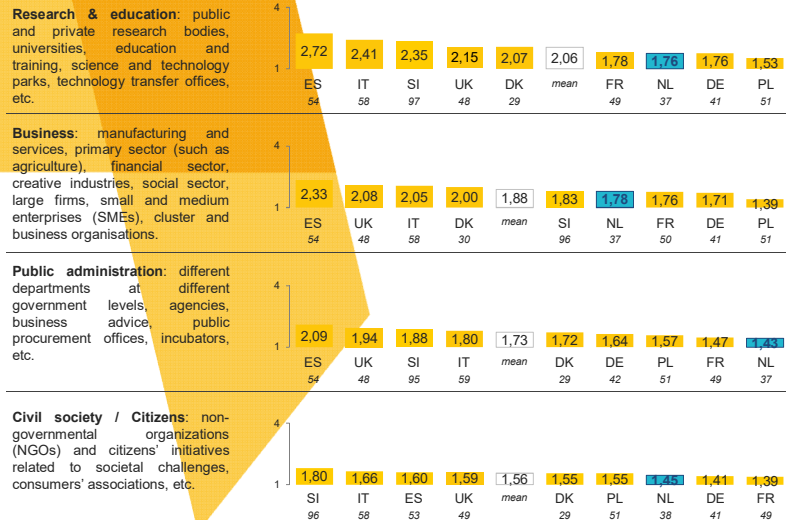 Research & education: public
and private research bodies,
universities, education and
training, science and technology
parks, technology transfer offices,
etc.
4
1
2,72 2,41 2,35 2,15 2,07 2,06 1,78 1,76 1,76 1,53
ES IT SI UK DK mean FR NL DE PL
54 58 97 48 29 49 37 41 51
Business: manufacturing and
services, primary sector (such as
agriculture), financial sector,
creative industries, social sector,
large firms, small and medium
enterprises (SMEs), cluster and
business organisations.
4
1
2,33 2,08 2,05 2,00 1,88 1,83 1,78 1,76 1,71 1,39
ES UK IT DK mean SI NL FR DE PL
54 48 58 30 96 37 50 41 51
Public administration: different
departments at different
government levels, agencies,
business advice, public
procurement offices, incubators,
etc.
4
1
2,09 1,94 1,88 1,80 1,73 1,72 1,64 1,57 1,47 1,43
ES UK SI IT mean DK DE PL FR NL
54 48 95 59 29 42 51 49 37
Civil society / Citizens: non-
governmental organizations
(NGOs) and citizens' initiatives
related to societal challenges,
consumers' associations, etc.
4
1
1,80 1,66 1,60 1,59 1,56 1,55 1,55 1,45 1,41 1,39
SI IT ES UK mean DK PL NL DE FR
96 58 53 49 29 51 38 41 49